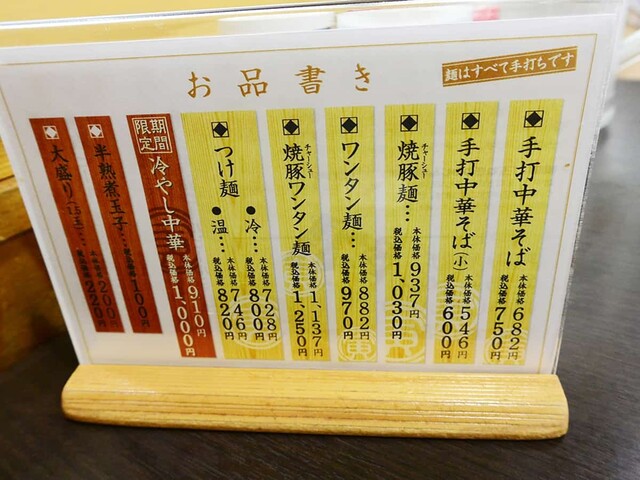 お品書き
麺はすべて手打ちです
手打中華そば
本体価格 682円
税込価格 750円
手打中華そば(小)
本体価格 546円
税込価格 600円
焼豚麺…
チャーシュー
本体価格 937円
税込価格 1,030円
ワンタン麺…
本体価格 882円
税込価格 970円
焼豚ワンタン麺
チャーシュー
本体価格 1,137円
税込価格 1,250円
つけ麺
●冷…
本体価格 728円
税込価格 800円
●温…
本体価格 746円
税込価格 820円
期間限定
冷やし中華
本体価格 910円
税込価格 1,000円
半熟煮玉子…
本体価格
税込価格 100円
大盛り(1.5玉)…
本体価格 200円
税込価格 220円